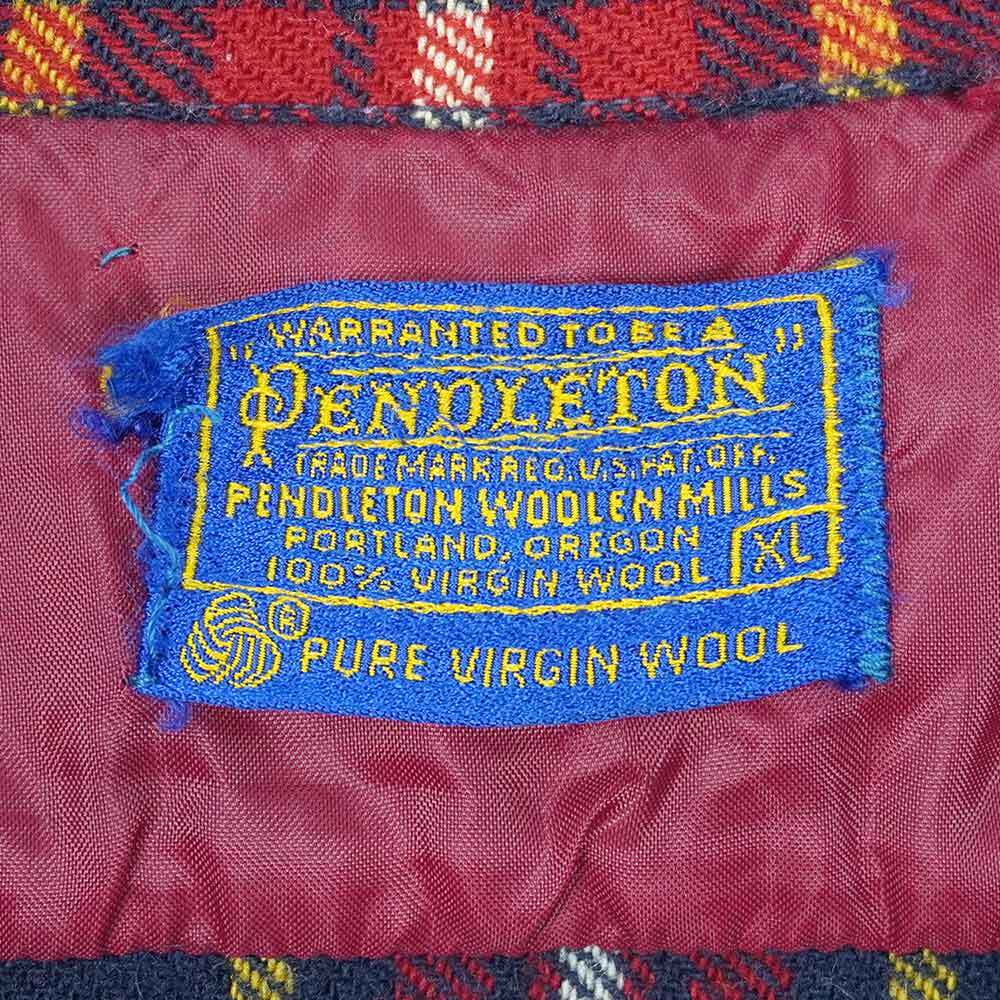 WARRANTED TO BE A
"PENDLETON"
TRADE MARK REG. U.S. PAT. OFF.
PENDLETON WOOLEN MILLS
PORTLAND, OREGON
100% VIRGIN WOOL XL
® PURE VIRGIN WOOL